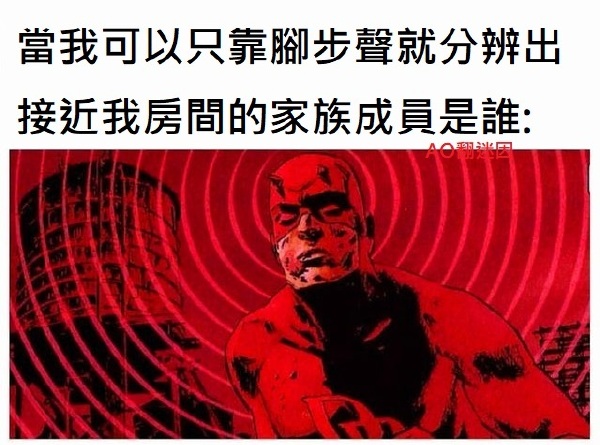 當我可以只靠腳步聲就分辨出
接近我房間的家族成員是誰:
AO翻迷因